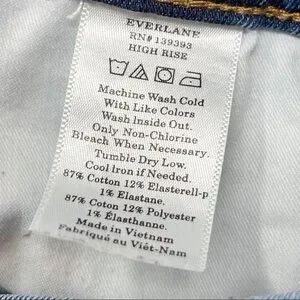 EVERLANE
RN# 139393
HIGH RISE
Machine Wash Cold
With Like Colors
Wash Inside Out.
Only Non-Chlorine
Bleach When Necessary.
Tumble Dry Low,
Cool Iron if Needed.
87% Cotton 12% Elasterell-p
1% Elastane.
87% Coton 12% Polyester
1% Élasthanne.
Made in Vietnam
Fabriqué au Viêt-Nam